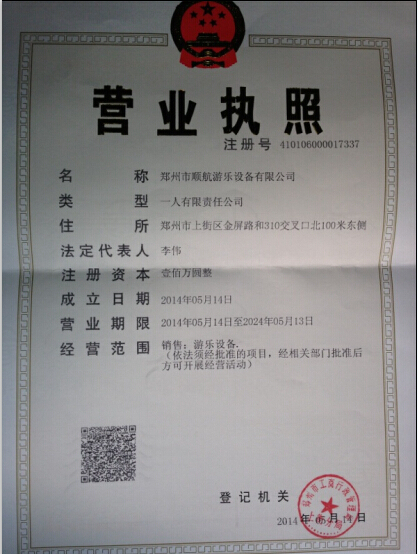 营业执照
注册号 410106000017337
名称 郑州市顺航游乐设备有限公司
类型 一人有限责任公司
住所 郑州市上街区金屏路和310交叉口北100米东侧
法定代表人 李伟
注册资本 壹佰万圆整
成立日期 2014年05月14日
营业期限 2014年05月14日至2024年05月13日
经营范围 销售：游乐设备.
（依法须经批准的项目，经相关部门批准后
方可开展经营活动）
登记机关
2014年05月14日